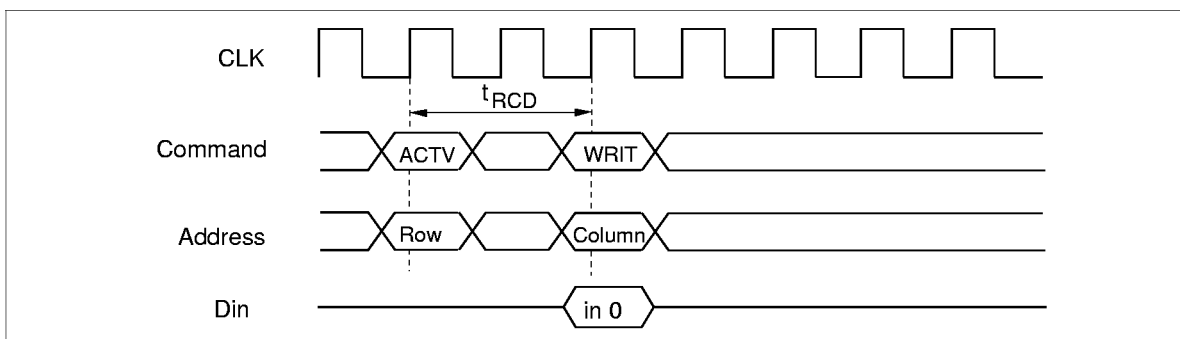 CLK
tRCD
Command ACTV WRIT
Address Row Column
Din in 0